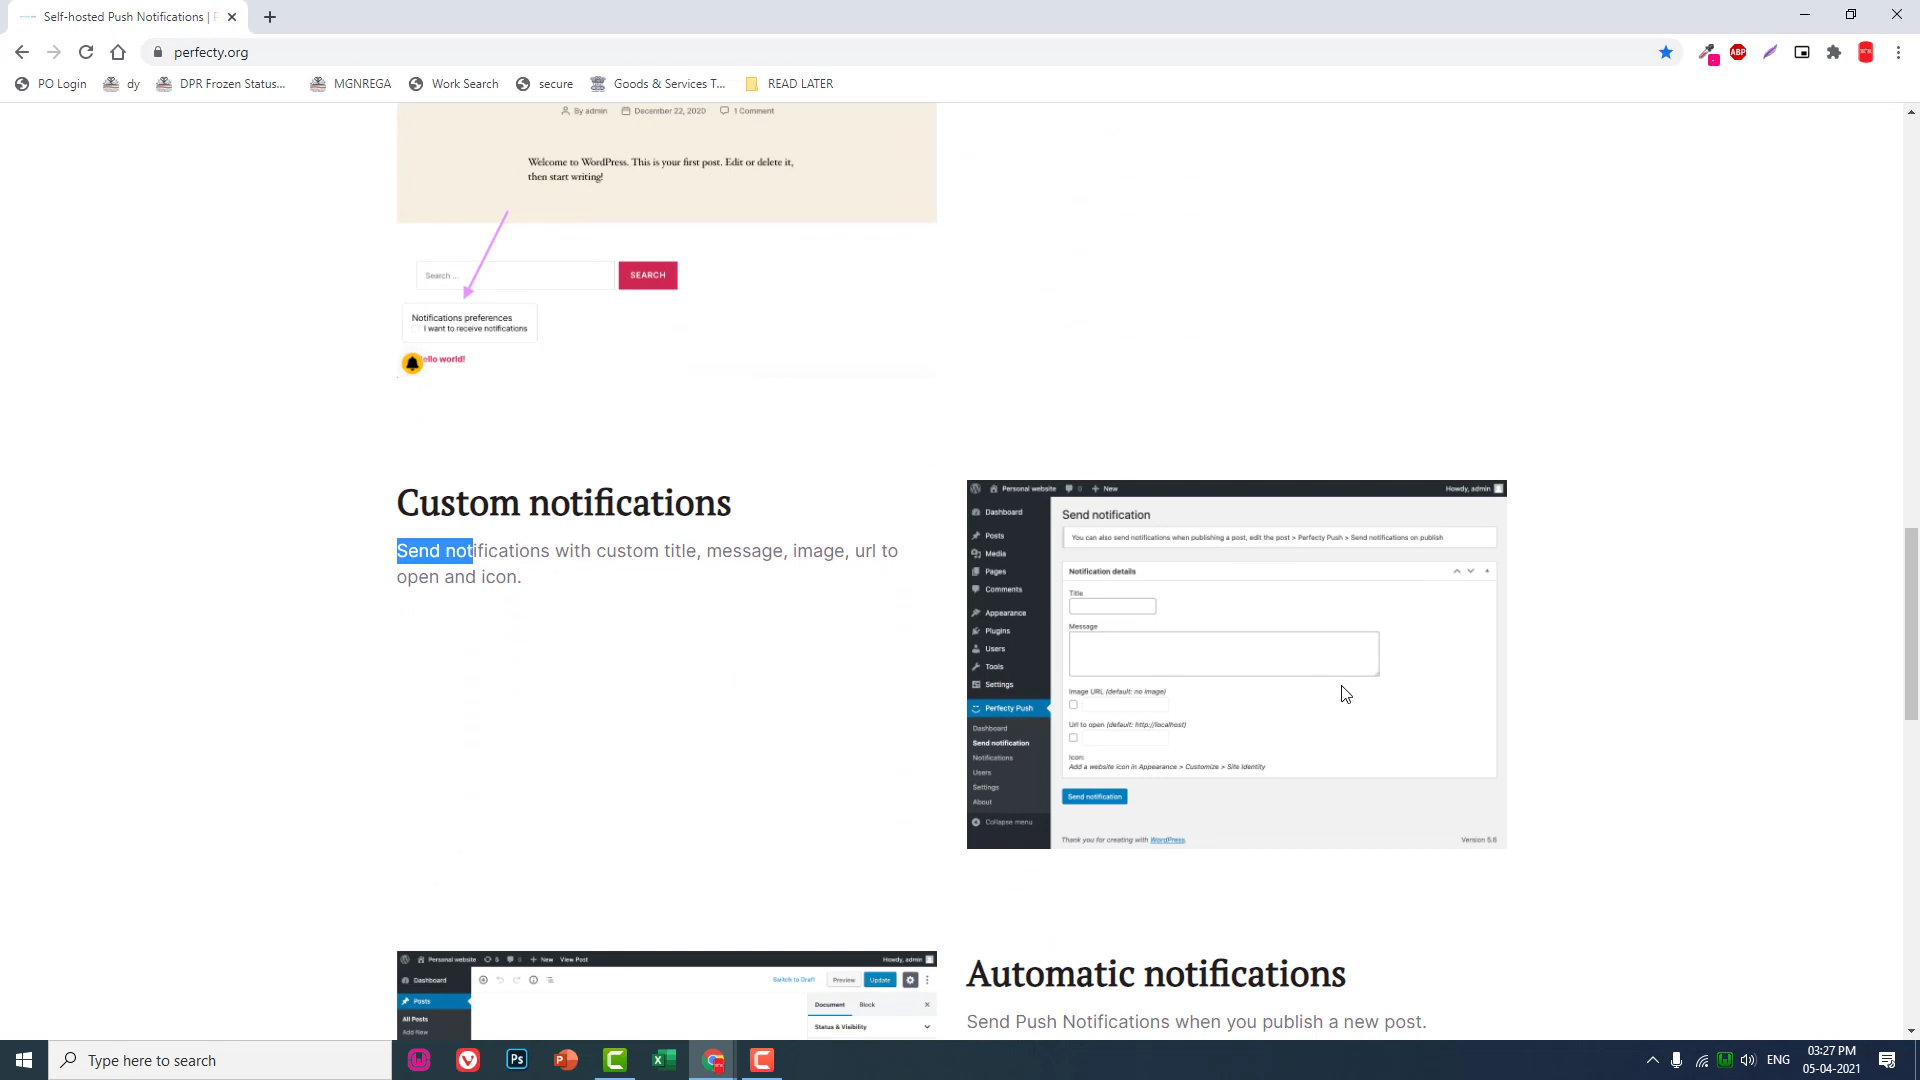 Self-hosted Push Notifications |
perfecty.org
PO Login
dy
DPR Frozen Status...
MGNREGA
Work Search
secure
Goods & Services T...
READ LATER
ABP
By admin December 22, 2020 1 Comment
Welcome to WordPress. This is your first post. Edit or delete it,
then start writing!
Search ...
SEARCH
Notifications preferences
I want to receive notifications
ello world!
Custom notifications
Send notifications with custom title, message, image, url to
open and icon.
Personal website 0 + New
Howdy, admin
Dashboard
Posts
Media
Pages
Comments
Appearance
Plugins
Users
Tools
Settings
Perfecty Push
Dashboard
Send notification
Notifications
Users
Settings
About
Collapse menu
Send notification
You can also send notifications when publishing a post, edit the post > Perfecty Push > Send notifications on publish
Notification details
Title
Message
Image URL (default: no image)
Url to open (default: http://localhost)
Icon:
Add a website icon in Appearance > Customize > Site Identity
Send notification
Thank you for creating with WordPress.
Version 5.6
Personal website 6 0 + New View Post
Howdy, admin
Dashboard
Posts
All Posts
Add New
Switch to Draft
Preview
Update
Document
Block
Status & Visibility
Automatic notifications
Send Push Notifications when you publish a new post.
Type here to search
Ps
ENG
03:27 PM
05-04-2021